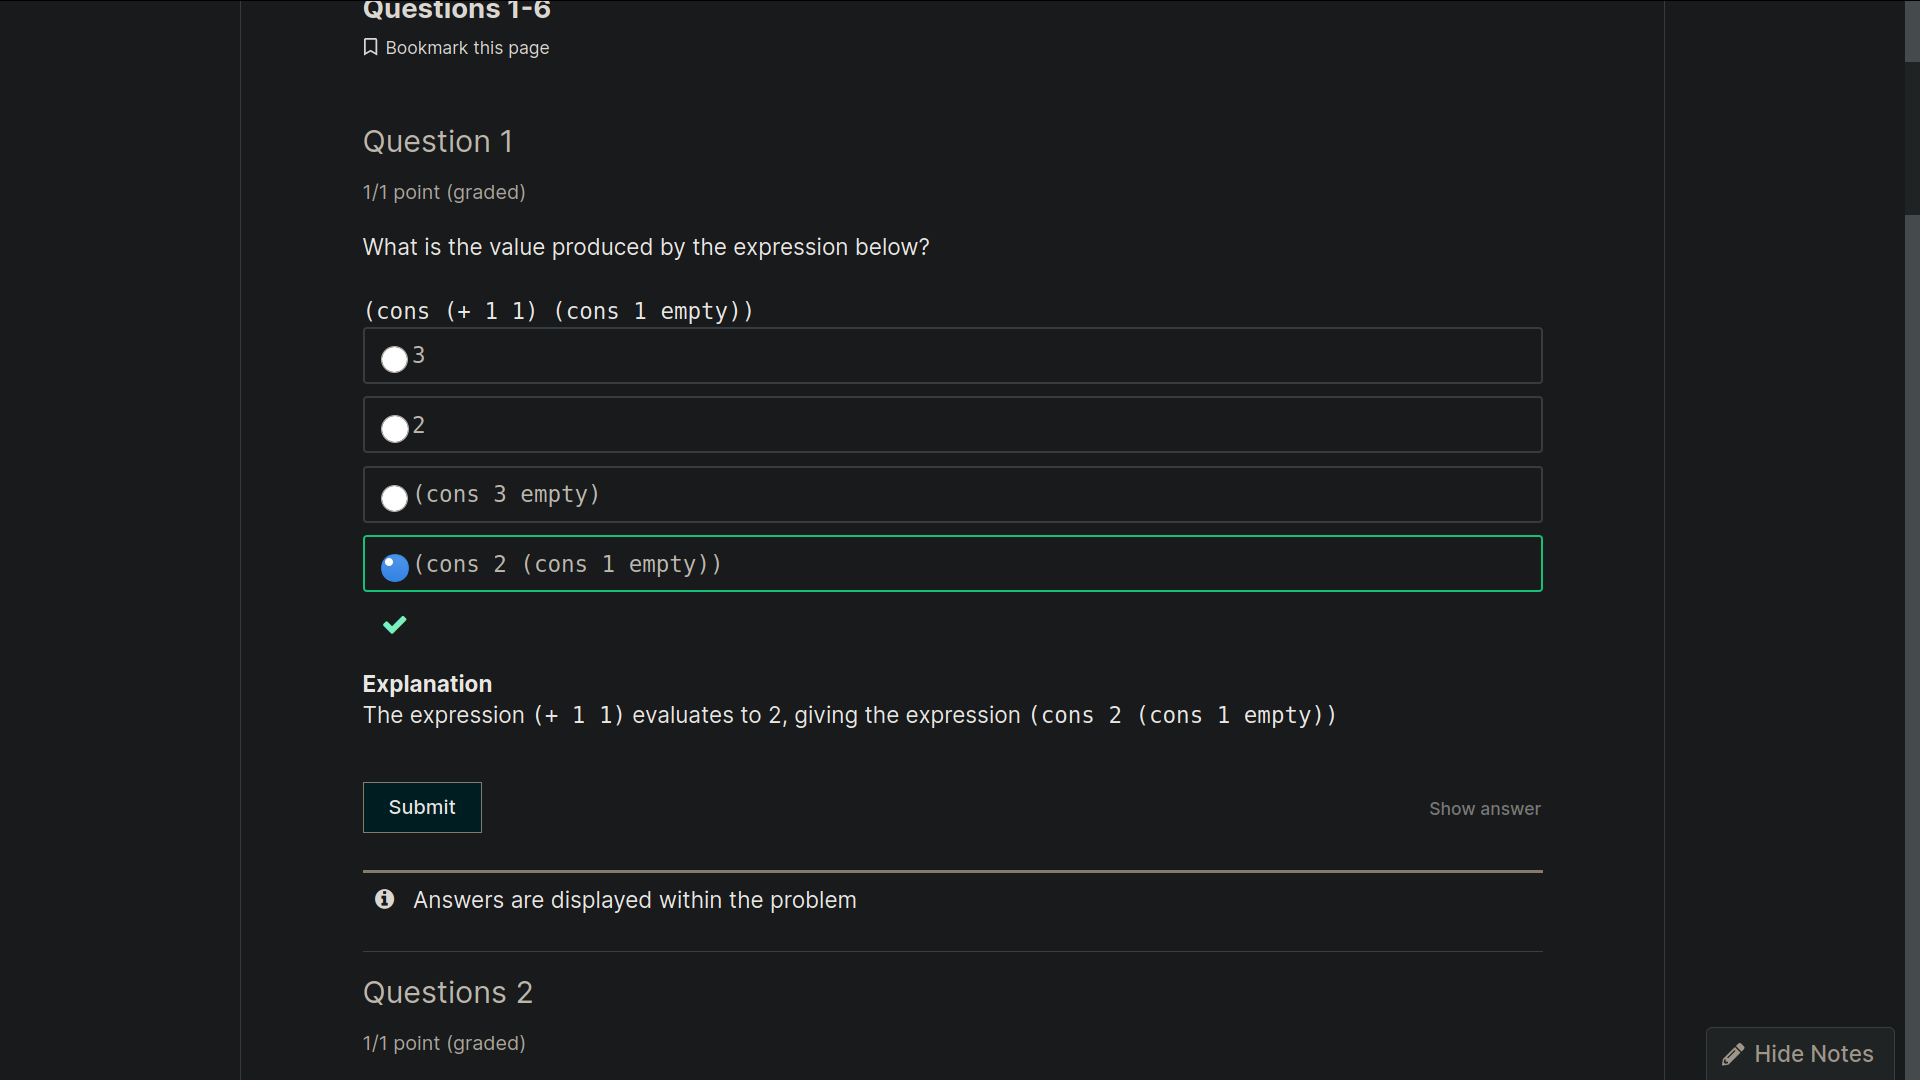 Questions 1-6
Bookmark this page
Question 1
1/1 point (graded)
What is the value produced by the expression below?
(cons (+ 1 1) (cons 1 empty))
3
2
(cons 3 empty)
(cons 2 (cons 1 empty))
Explanation
The expression (+ 1 1) evaluates to 2, giving the expression (cons 2 (cons 1 empty))
Submit
Show answer
Answers are displayed within the problem
Questions 2
1/1 point (graded)
Hide Notes